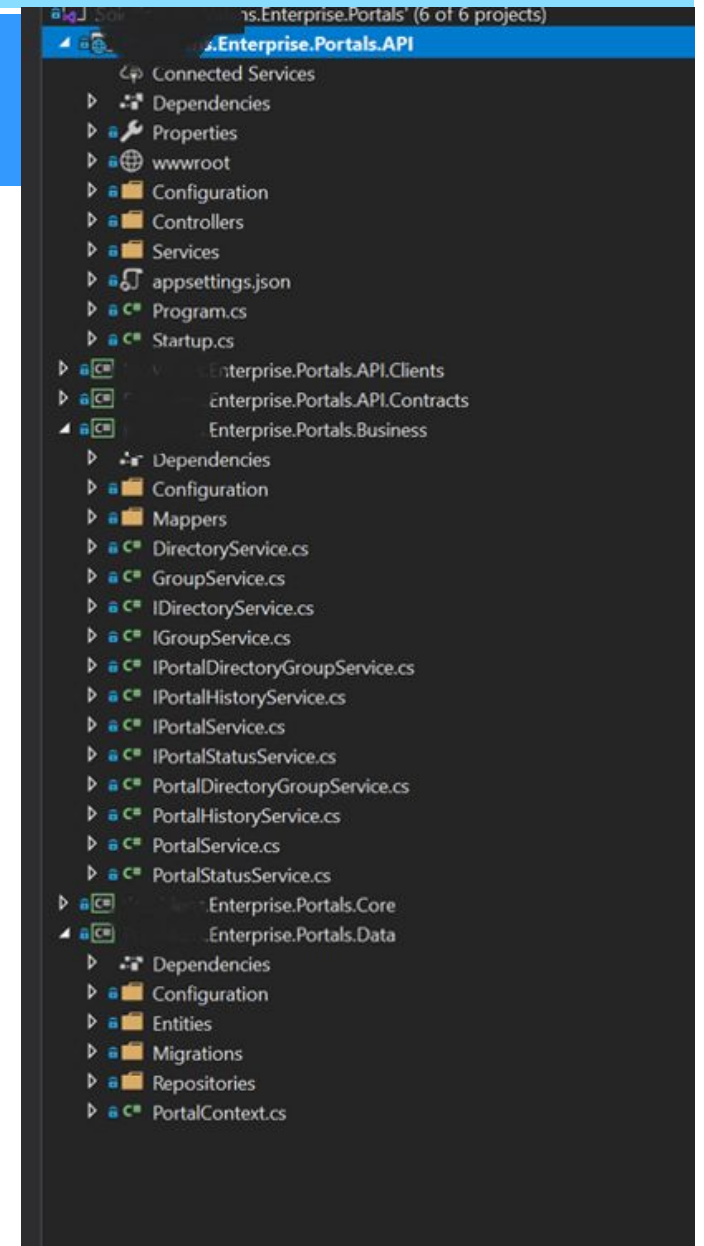 ns.Enterprise.Portals' (6 of 6 projects)
s.Enterprise.Portals.API
Connected Services
Dependencies
Properties
wwwroot
Configuration
Controllers
Services
appsettings.json
C# Program.cs
C# Startup.cs
C# nterprise.Portals.API.Clients
C# Enterprise.Portals.API.Contracts
C# .Enterprise.Portals.Business
Dependencies
Configuration
Mappers
C# DirectoryService.cs
C# GroupService.cs
C# IDirectoryService.cs
C# IGroupService.cs
C# IPortalDirectoryGroupService.cs
C# IPortalHistoryService.cs
C# IPortalService.cs
C# IPortalStatusService.cs
C# PortalDirectoryGroupService.cs
C# PortalHistoryService.cs
C# PortalService.cs
C# PortalStatusService.cs
C# .Enterprise.Portals.Core
C# .Enterprise.Portals.Data
Dependencies
Configuration
Entities
Migrations
Repositories
C# PortalContext.cs